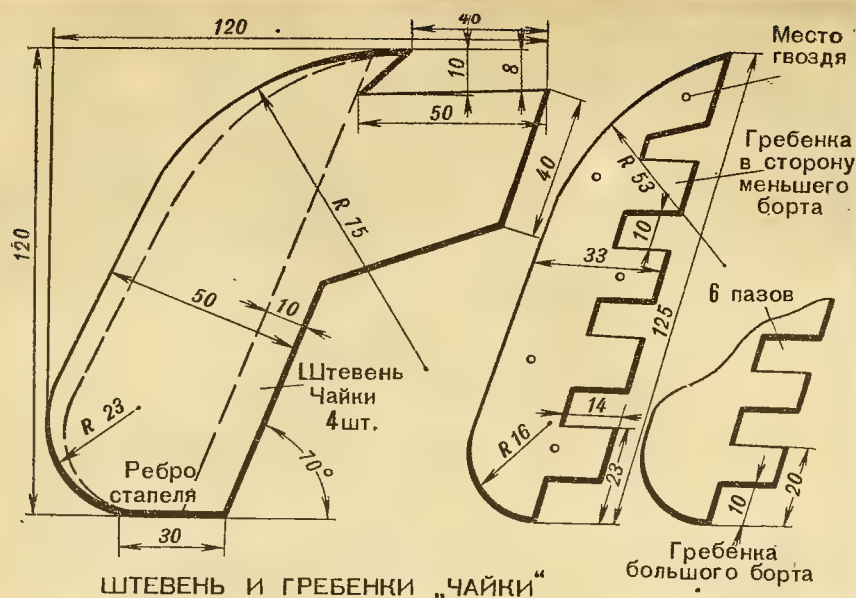 120
40
10
8
50
Место
гвоздя
Гребенка
в сторону
меньшего
борта
R 53
40
10
R 75
120
33
50
10
6 пазов
125
Штевень
Чайки
4 шт.
R 23
14
R 16
70°
23
Ребро
стапеля
10
20
30
Гребенка
большого борта
ШТЕВЕНЬ И ГРЕБЕНКИ „ЧАЙКИ“